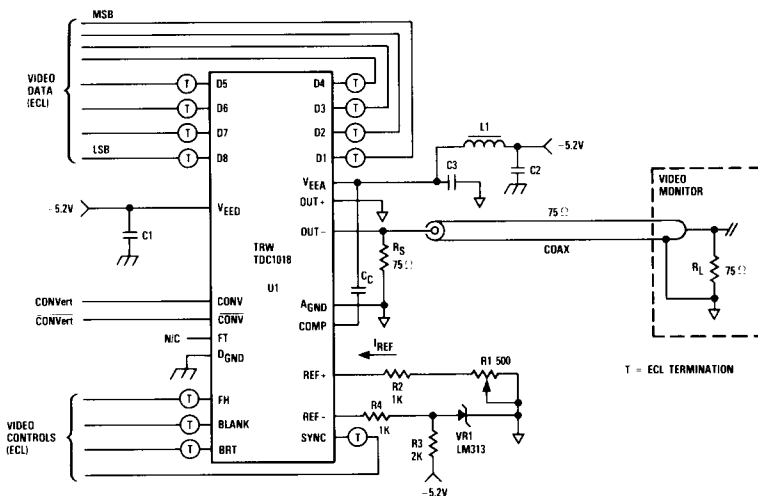 MSB
VIDEO
DATA
(ECL)
T D5
T D6
T D7
LSB T D8
D4 T
D3 T
D2 T
D1 T
-5.2V
C1
VEED
VEEA
OUT+
OUT-
L1
C3
C2
-5.2V
TRW
TDC1018
U1
RS
75Ω
CC
AGND
COMP
75Ω
COAX
VIDEO
MONITOR
RL
75Ω
CONVert
CONV
C̅O̅N̅V̅e̅r̅t̅
C̅O̅N̅V̅
N/C
FT
DGND
IREF
REF+
R2
1K
R1 500
T = ECL TERMINATION
VIDEO
CONTROLS
(ECL)
T FH
T BLANK
T BRT
REF-
R4
1K
SYNC T
R3
2K
VR1
LM313
-5.2V